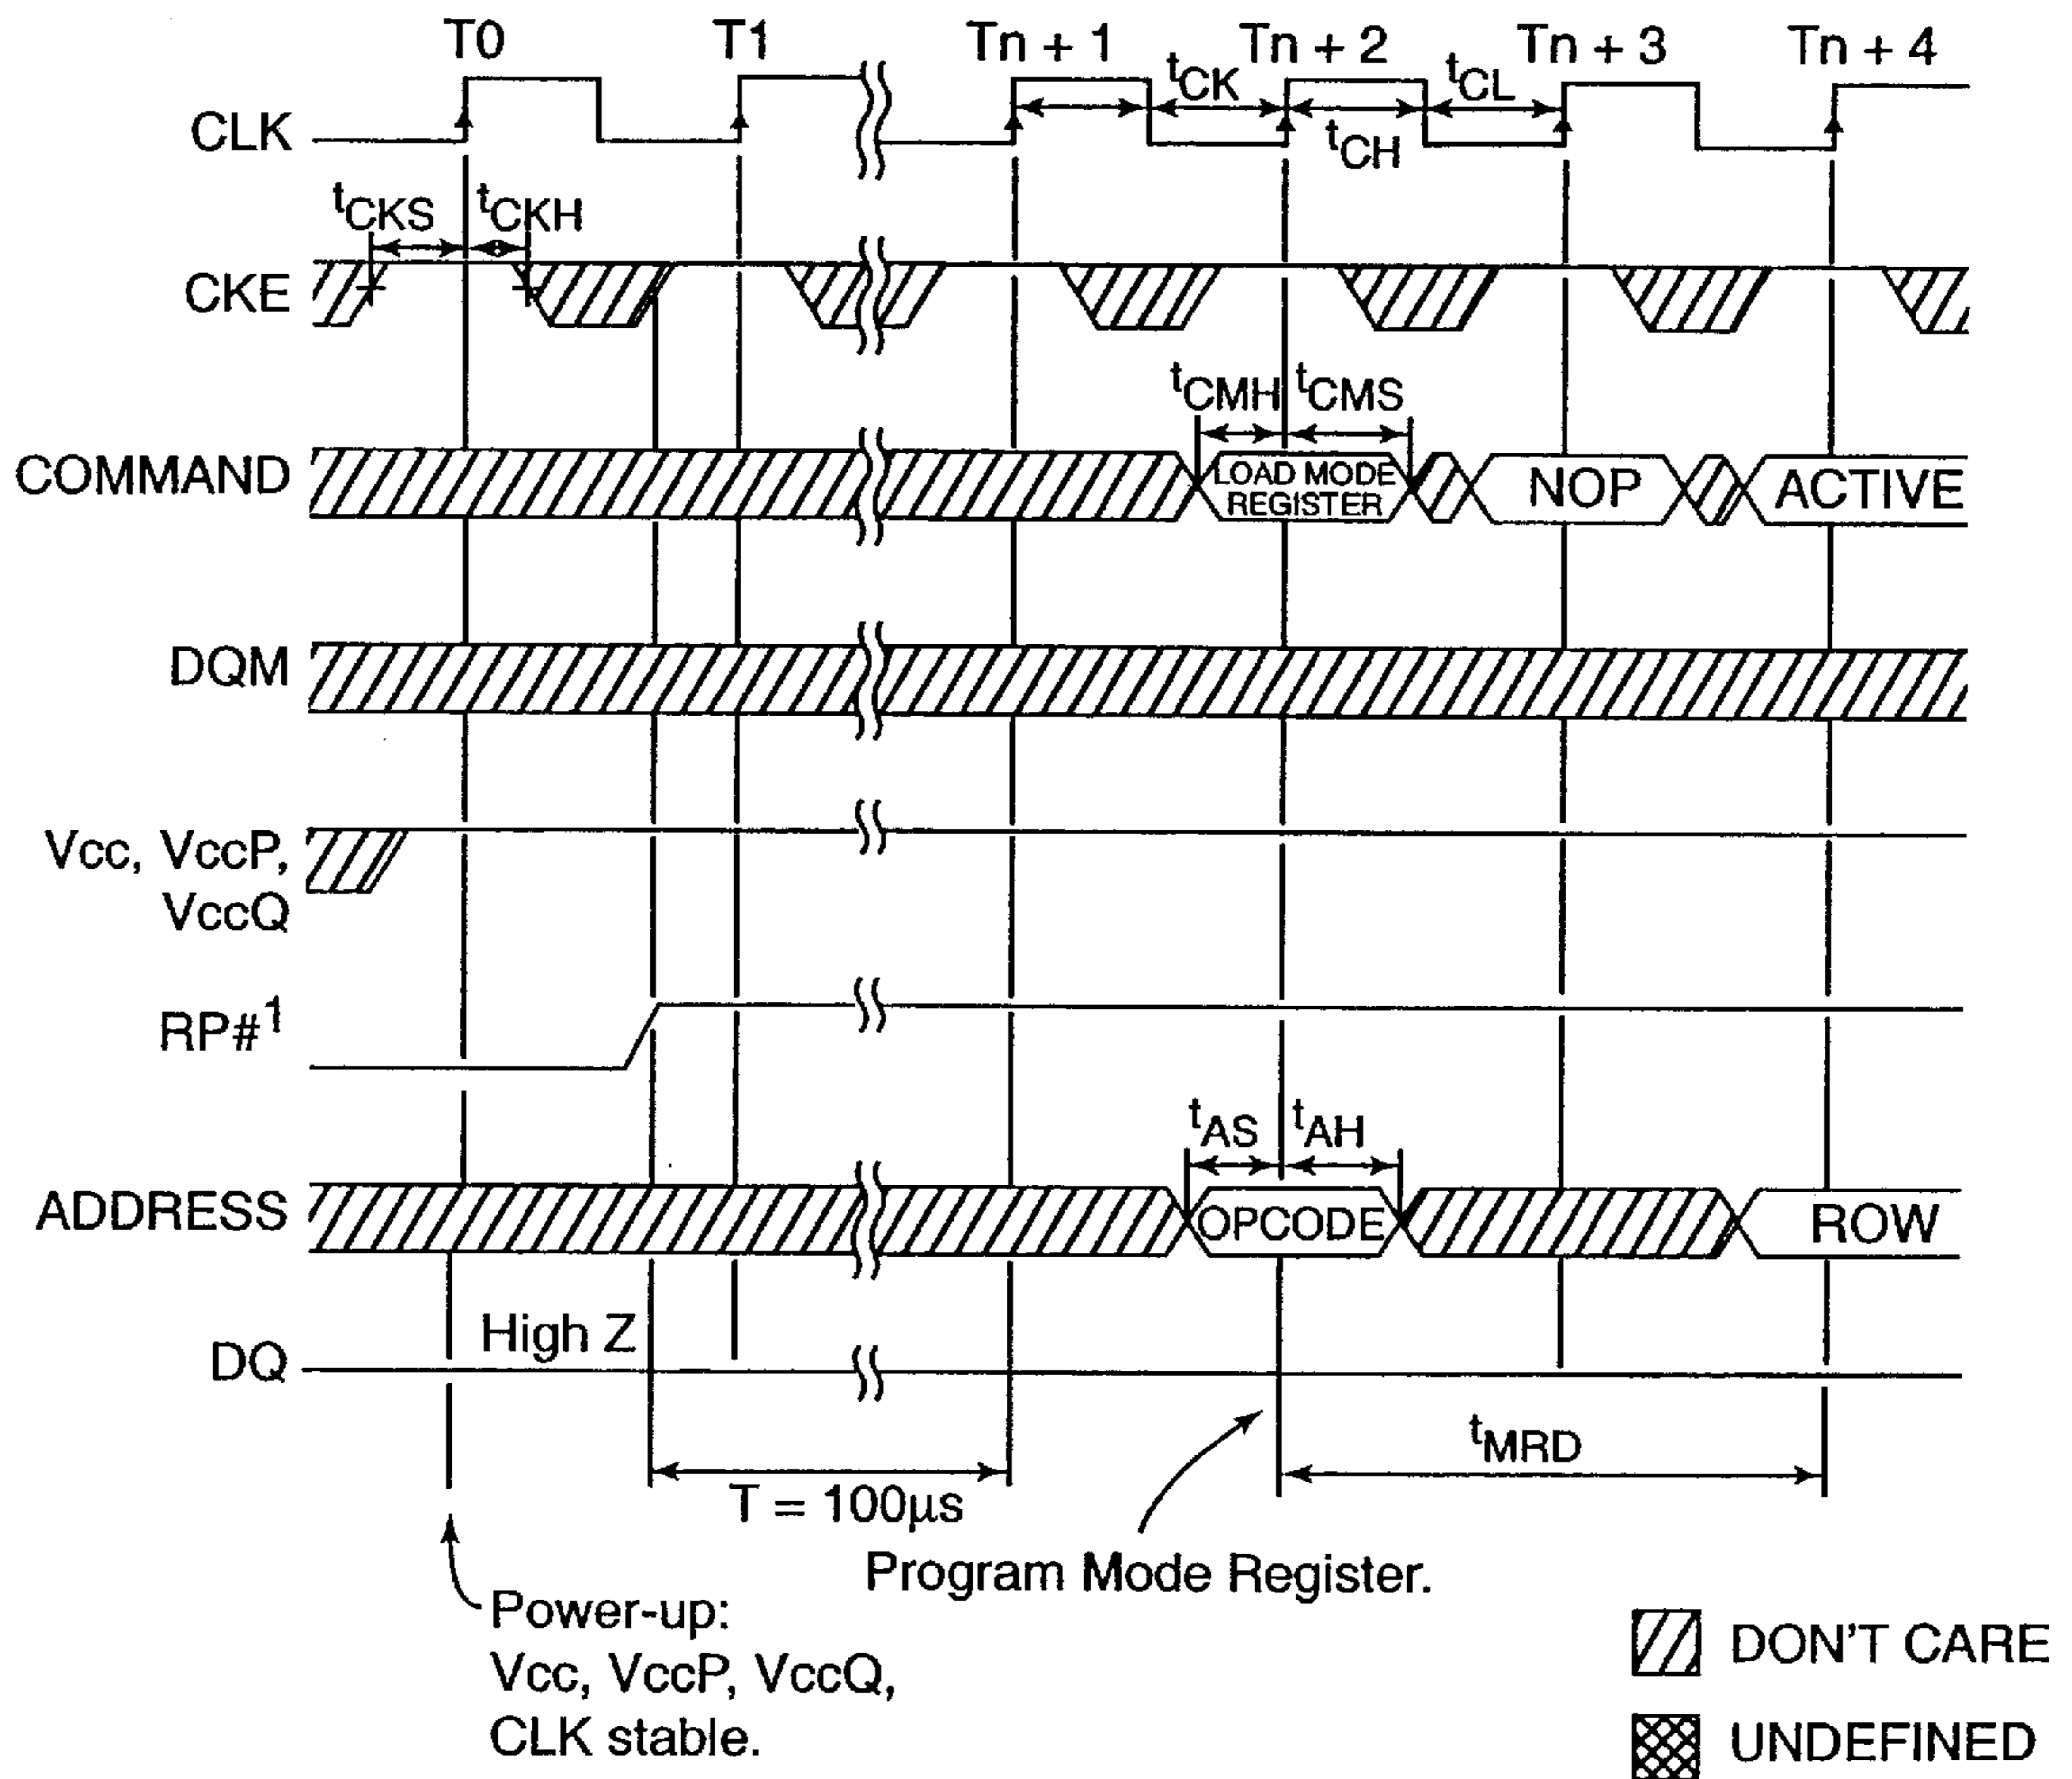 T0 T1 Tn + 1 Tn + 2 Tn + 3 Tn + 4
tCK tCL
CLK
tCH
tCKS tCKH
CKE
tCMH tCMS
COMMAND LOAD MODE REGISTER NOP ACTIVE
DQM
Vcc, VccP,
VccQ
RP#1
tAS tAH
ADDRESS OPCODE ROW
High Z
DQ
tMRD
T = 100μs
Program Mode Register.
Power-up:
Vcc, VccP, VccQ,
CLK stable.
DON'T CARE
UNDEFINED